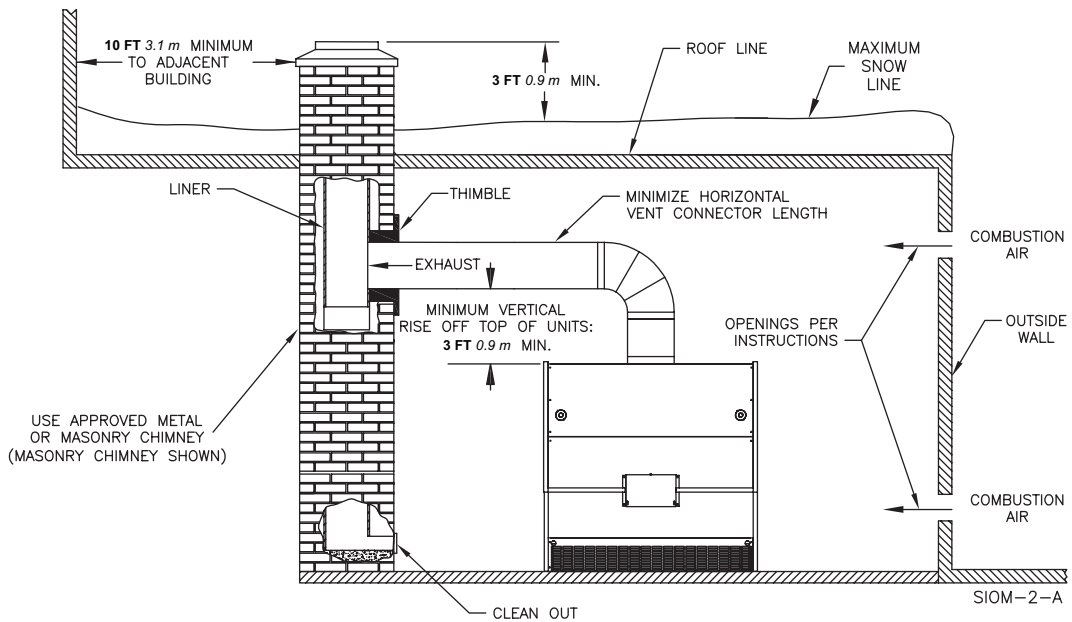 10 FT 3.1 m MINIMUM
TO ADJACENT
BUILDING
3 FT 0.9 m MIN.
ROOF LINE
MAXIMUM
SNOW
LINE
LINER
THIMBLE
MINIMIZE HORIZONTAL
VENT CONNECTOR LENGTH
EXHAUST
COMBUSTION
AIR
MINIMUM VERTICAL
RISE OFF TOP OF UNITS:
3 FT 0.9 m MIN.
OPENINGS PER
INSTRUCTIONS
OUTSIDE
WALL
USE APPROVED METAL
OR MASONRY CHIMNEY
(MASONRY CHIMNEY SHOWN)
COMBUSTION
AIR
CLEAN OUT
SIOM-2-A